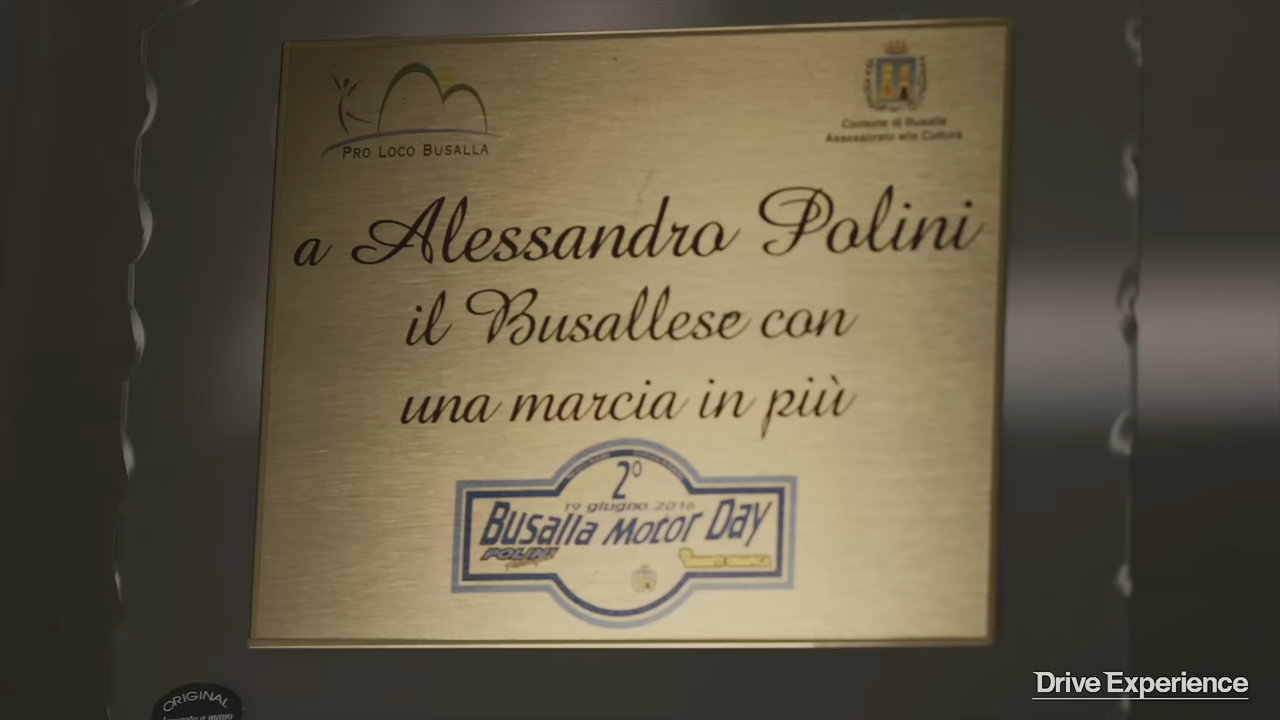 PRO LOCO BUSALLA
Comune di Busalla
Assessorato alla Cultura
a Alessandro Polini
il Busallese con
una marcia in più
2°
19 giugno 2016
Busalla Motor Day
POLINI
ORIGINAL
Drive Experience